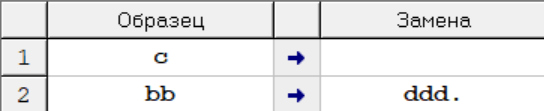 Образец Замена
1 c →
2 bb → ddd.